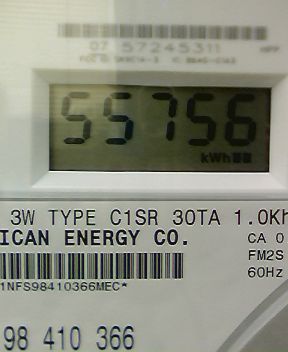 07 57245311
55756
kWh
3W TYPE C1SR 30TA 1.0Kh
ICAN ENERGY CO. CA 0
FM2S
1NFS98410366MEC* 60Hz
98 410 366